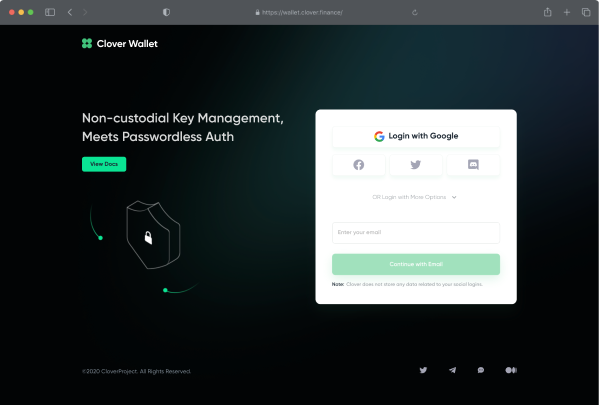 https://wallet.clover.finance/
Clover Wallet
Non-custodial Key Management,
Meets Passwordless Auth
View Docs
Login with Google
OR Login with More Options
Enter your email
Continue with Email
Note: Clover does not store any data related to your social logins.
©2020 CloverProject. All Rights Reserved.